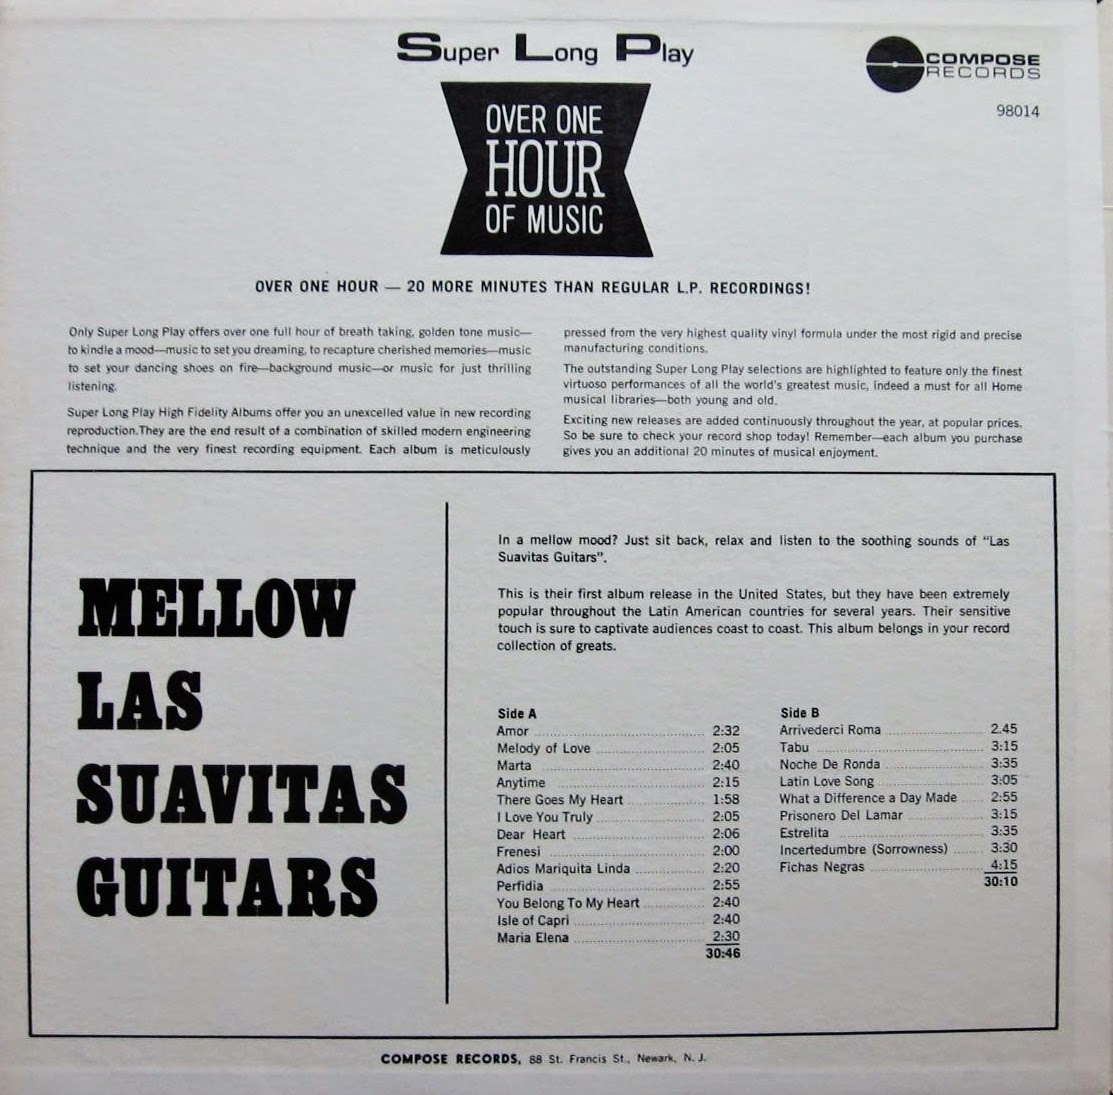 Super Long Play
COMPOSE
RECORDS
98014
OVER ONE
HOUR
OF MUSIC
OVER ONE HOUR — 20 MORE MINUTES THAN REGULAR L.P. RECORDINGS!
Only Super Long Play offers over one full hour of breath taking, golden tone music—
to kindle a mood—music to set you dreaming, to recapture cherished memories—music
to set your dancing shoes on fire—background music—or music for just thrilling
listening.
Super Long Play High Fidelity Albums offer you an unexcelled value in new recording
reproduction.They are the end result of a combination of skilled modern engineering
technique and the very finest recording equipment. Each album is meticulously
pressed from the very highest quality vinyl formula under the most rigid and precise
manufacturing conditions.
The outstanding Super Long Play selections are highlighted to feature only the finest
virtuoso performances of all the world's greatest music, indeed a must for all Home
musical libraries—both young and old.
Exciting new releases are added continuously throughout the year, at popular prices.
So be sure to check your record shop today! Remember—each album you purchase
gives you an additional 20 minutes of musical enjoyment.
MELLOW
LAS
SUAVITAS
GUITARS
In a mellow mood? Just sit back, relax and listen to the soothing sounds of "Las
Suavitas Guitars".
This is their first album release in the United States, but they have been extremely
popular throughout the Latin American countries for several years. Their sensitive
touch is sure to captivate audiences coast to coast. This album belongs in your record
collection of greats.
Side A
Amor 2:32
Melody of Love 2:05
Marta 2:40
Anytime 2:15
There Goes My Heart 1:58
I Love You Truly 2:05
Dear Heart 2:06
Frenesi 2:00
Adios Mariquita Linda 2:20
Perfidia 2:55
You Belong To My Heart 2:40
Isle of Capri 2:40
Maria Elena 2:30
30:46
Side B
Arrivederci Roma 2.45
Tabu 3:15
Noche De Ronda 3:35
Latin Love Song 3:05
What a Difference a Day Made 2:55
Prisonero Del Lamar 3:15
Estrelita 3:35
Incertedumbre (Sorrowness) 3:30
Fichas Negras 4:15
30:10
COMPOSE RECORDS, 88 St. Francis St., Newark, N. J.